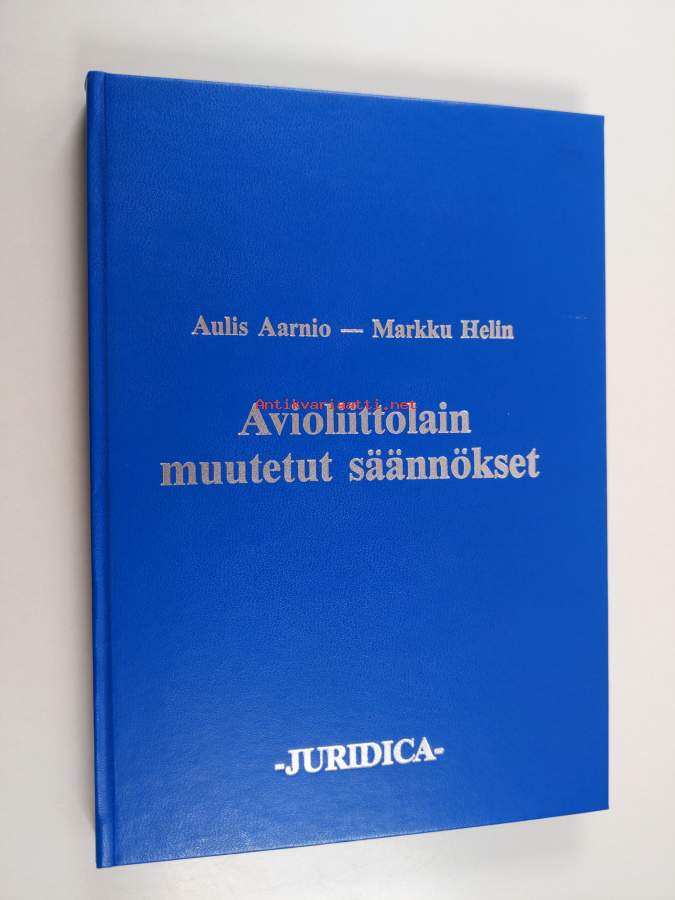 Aulis Aarnio — Markku Helin
Antikvariaatti.net
Avioliittolain
muutetut säännökset
-JURIDICA-